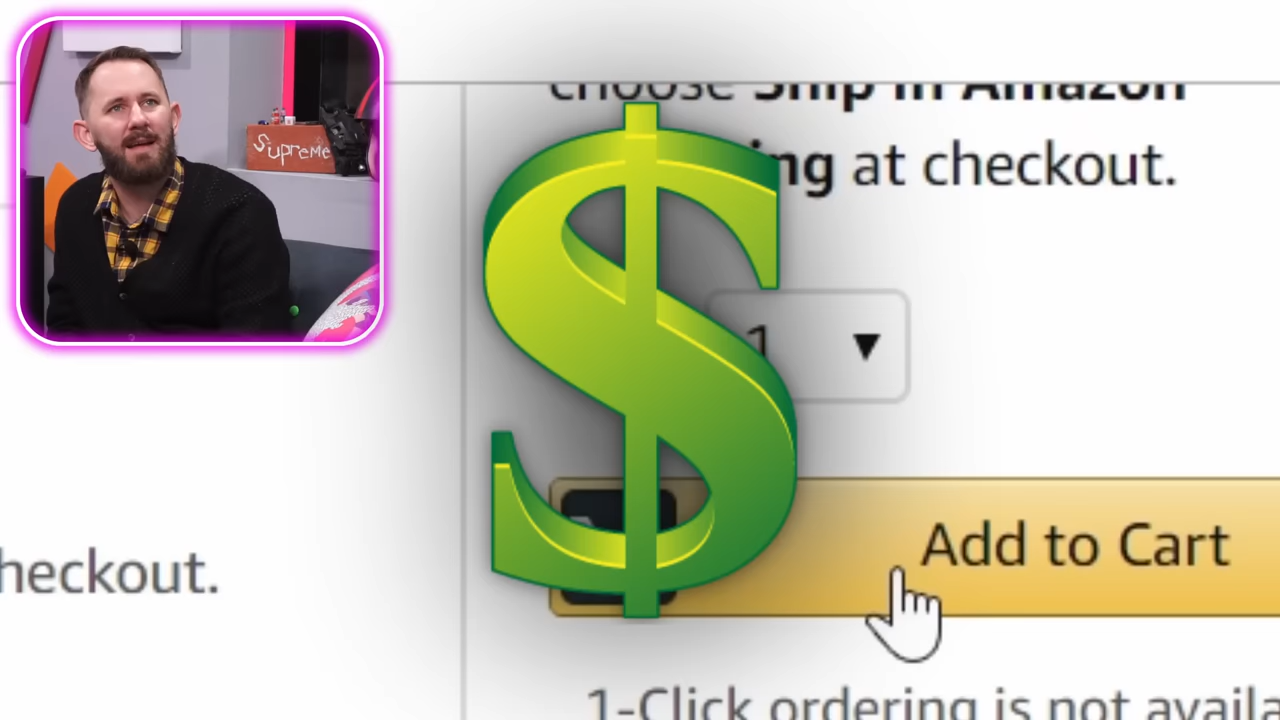 Supreme
choose Ship in Amazon
ing at checkout.
1
heckout.
$
Add to Cart
1-Click ordering is not availa